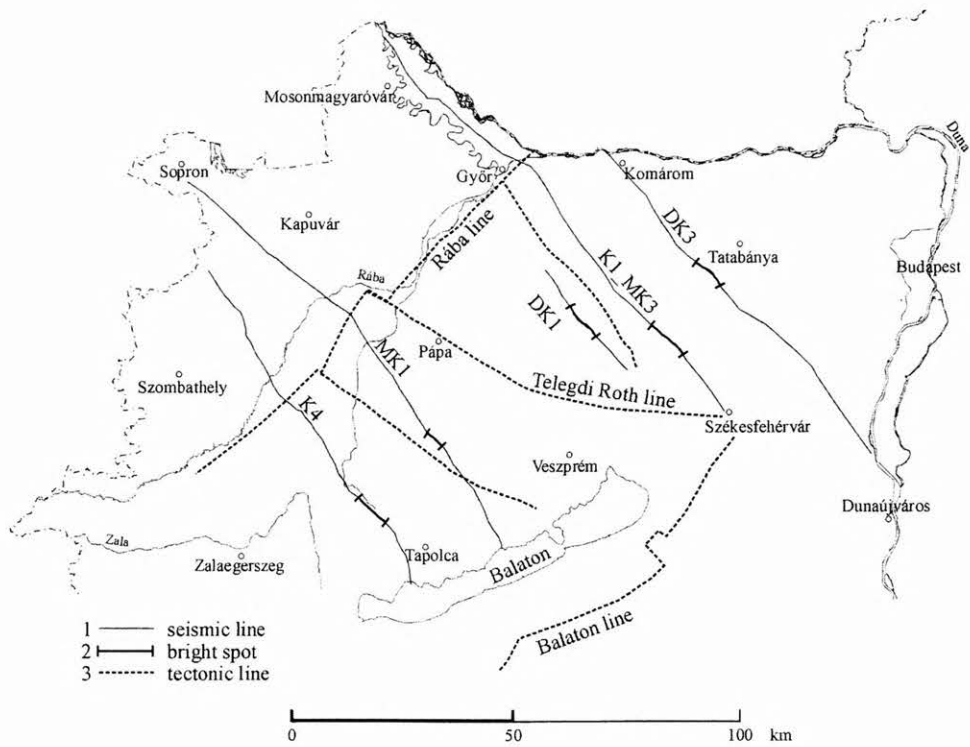 Mosonmagyaróvár
Duna
Sopron
Győr
Komárom
Kapuvár
Rába line
DK3
Tatabánya
K1_MK3
Budapest
Rába
DK1
Pápa
MK1
Szombathely
Telegdi Roth line
K4
Székesfehérvár
Veszprém
Dunaújváros
Zala
Zalaegerszeg
Tapolca
Balaton
Balaton line
1 seismic line
2 bright spot
3 tectonic line
0 50 100 km